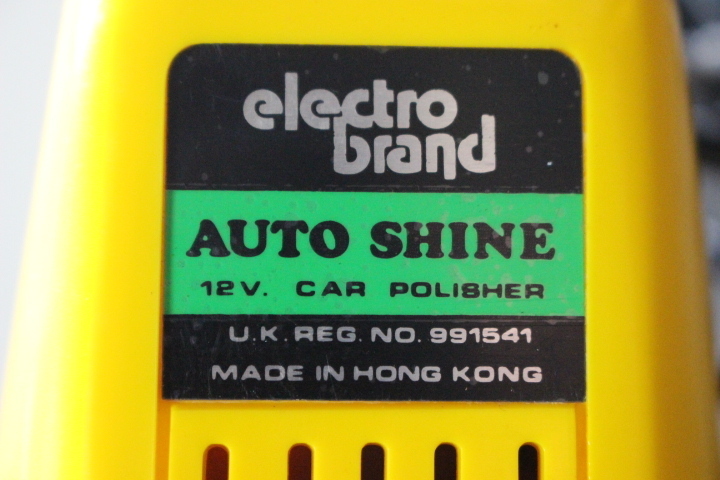 electro
brand
AUTO SHINE
12V. CAR POLISHER
U.K. REG. NO. 991541
MADE IN HONG KONG